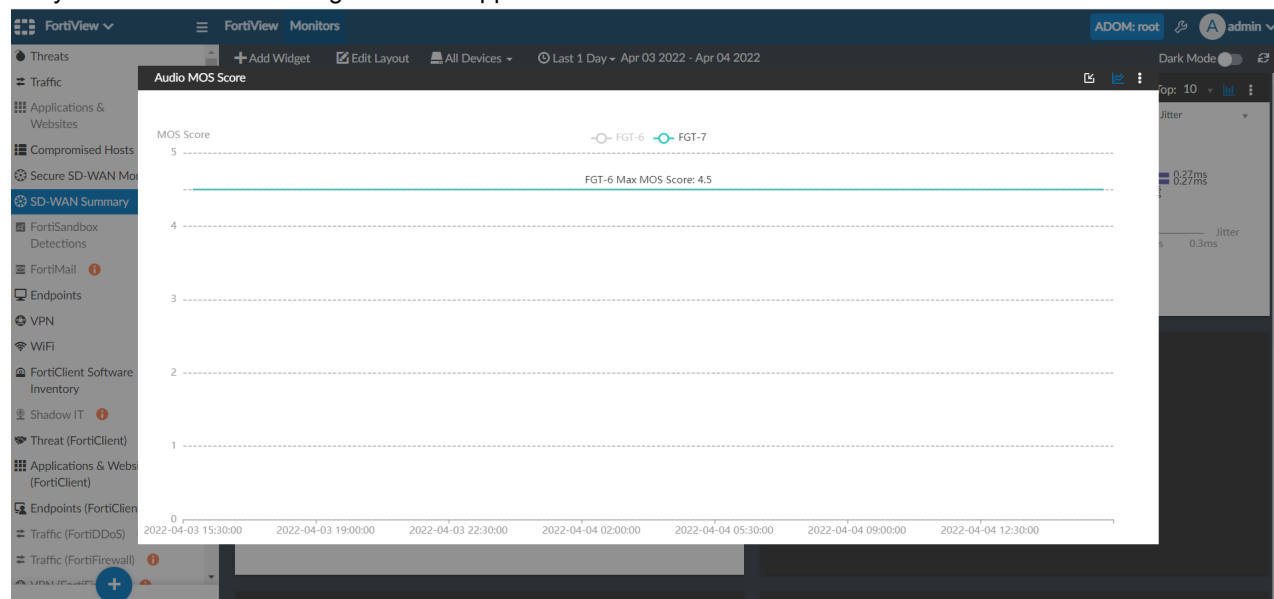 FortiView
FortiView Monitors
ADOM: root
A admin
Threats
Traffic
Applications &
Websites
Compromised Hosts
Secure SD-WAN
SD-WAN Summary
FortiSandbox
Detections
FortiMail
Endpoints
VPN
WiFi
FortiClient Software
Inventory
Shadow IT
Threat (FortiClient)
Applications &
(FortiClient)
Endpoints
Traffic (FortiDDoS)
Traffic (FortiFirewall)
+
+ Add Widget Edit Layout All Devices Last 1 Day Apr 03 2022 - Apr 04 2022
Dark Mode
Audio MOS Score
Top: 10
Jitter
0.27ms
0.27ms
Jitter
0.3ms
MOS Score
FGT-6 FGT-7
5
FGT-6 Max MOS Score: 4.5
4
3
2
1
0
2022-04-03 15:30:00 2022-04-03 19:00:00 2022-04-03 22:30:00 2022-04-04 02:00:00 2022-04-04 05:30:00 2022-04-04 09:00:00 2022-04-04 12:30:00